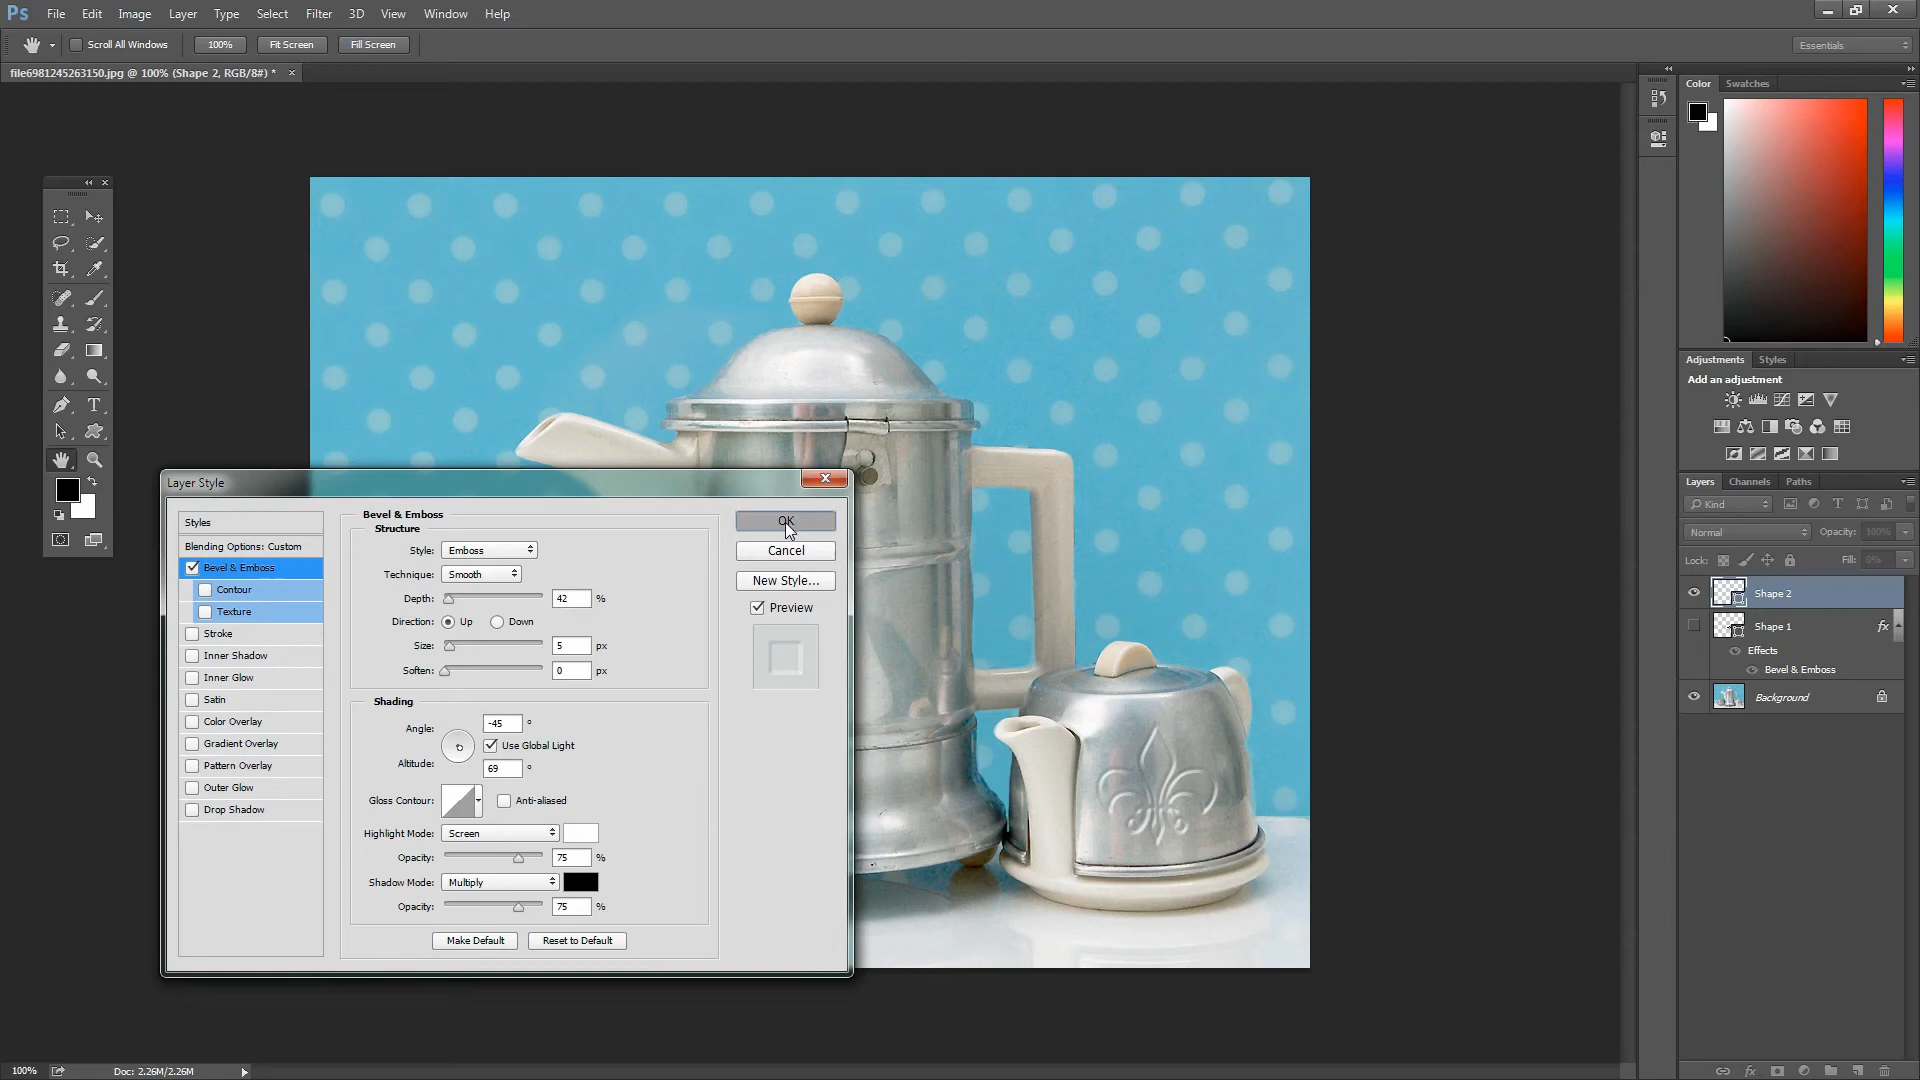 Ps File Edit Image Layer Type Select Filter 3D View Window Help
Scroll All Windows 100% Fit Screen Fill Screen Essentials
file6981245263150.jpg @ 100% (Shape 2, RGB/8#) *
Color Swatches
Adjustments Styles
Add an adjustment
Layers Channels Paths
Kind
Normal Opacity: 100%
Lock: Fill: 0%
Shape 2
Shape 1 fx
Effects
Bevel & Emboss
Background
Layer Style
Styles
Blending Options: Custom
Bevel & Emboss
Contour
Texture
Stroke
Inner Shadow
Inner Glow
Satin
Color Overlay
Gradient Overlay
Pattern Overlay
Outer Glow
Drop Shadow
Bevel & Emboss
Structure
Style: Emboss
Technique: Smooth
Depth: 42 %
Direction: Up Down
Size: 5 px
Soften: 0 px
Shading
Angle: -45 °
Use Global Light
Altitude: 69 °
Gloss Contour: Anti-aliased
Highlight Mode: Screen
Opacity: 75 %
Shadow Mode: Multiply
Opacity: 75 %
Make Default Reset to Default
OK
Cancel
New Style...
Preview
100% Doc: 2.26M/2.26M
fx